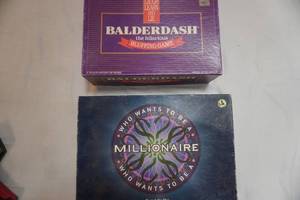 BALDERDASH
the hilarious
BLUFFING GAME
WHO WANTS TO BE A
MILLIONAIRE
WHO WANTS TO BE A